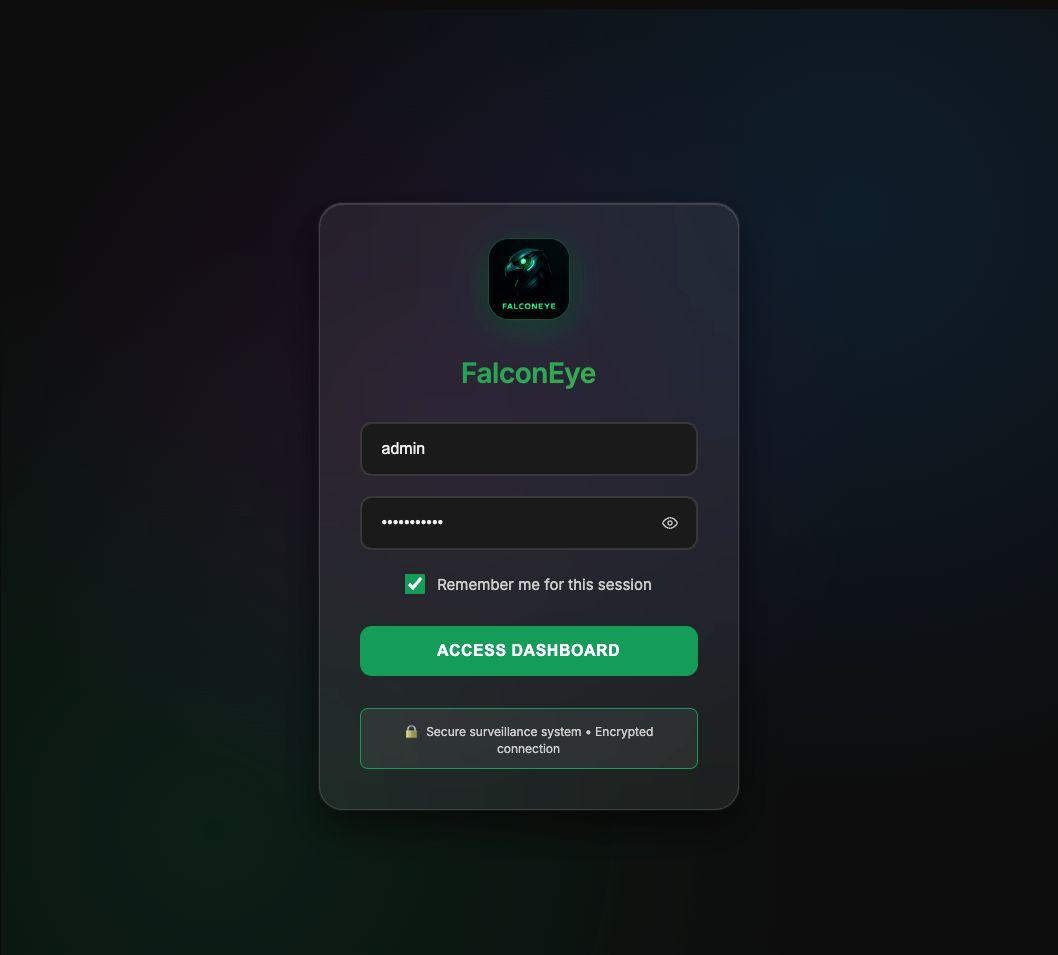 FALCONEYE
FalconEye
admin
•••••••••••
Remember me for this session
ACCESS DASHBOARD
🔒 Secure surveillance system • Encrypted
connection